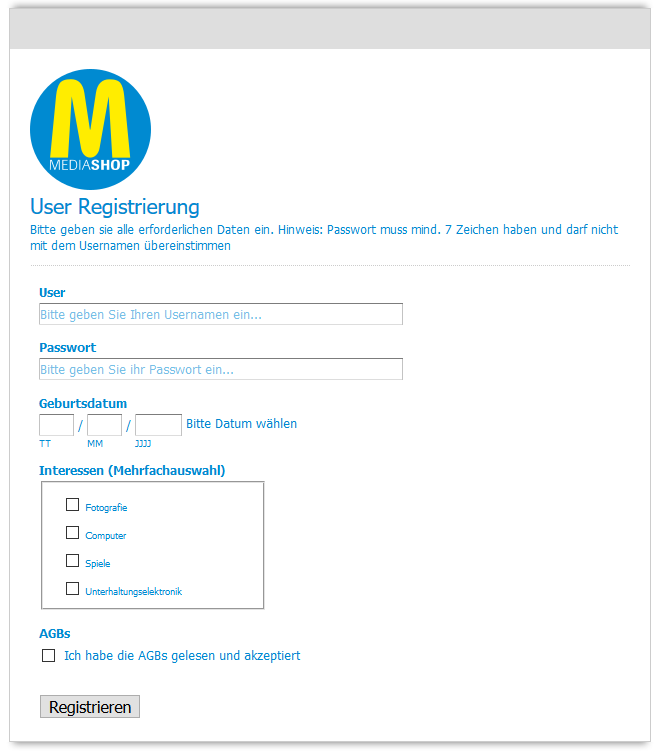 M
MEDIASHOP
User Registrierung
Bitte geben sie alle erforderlichen Daten ein. Hinweis: Passwort muss mind. 7 Zeichen haben und darf nicht
mit dem Usernamen übereinstimmen
User
Bitte geben Sie Ihren Usernamen ein...
Passwort
Bitte geben Sie ihr Passwort ein...
Geburtsdatum
/ / Bitte Datum wählen
TT MM JJJJ
Interessen (Mehrfachauswahl)
Fotografie
Computer
Spiele
Unterhaltungselektronik
AGBs
Ich habe die AGBs gelesen und akzeptiert
Registrieren